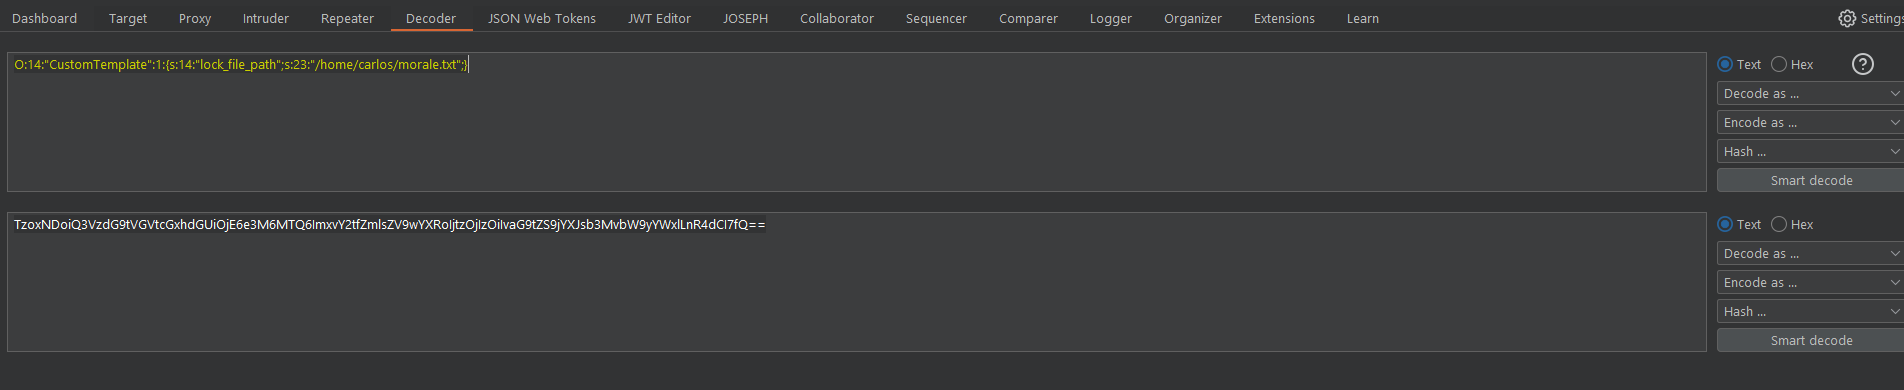 Dashboard Target Proxy Intruder Repeater Decoder JSON Web Tokens JWT Editor JOSEPH Collaborator Sequencer Comparer Logger Organizer Extensions Learn Settings
O:14:"CustomTemplate":1:{s:14:"lock_file_path";s:23:"/home/carlos/morale.txt";}
Text Hex ?
Decode as ...
Encode as ...
Hash ...
Smart decode
TzoxNDoiQ3VzdG9tVGVtcGxhdGUiOjE6e3M6MTQ6ImxvY2tfZmlsZV9wYXRoIjtzOjIzOiIvaG9tZS9jYXJsb3MvbW9yYWxlLnR4dCI7fQ==
Text Hex
Decode as ...
Encode as ...
Hash ...
Smart decode